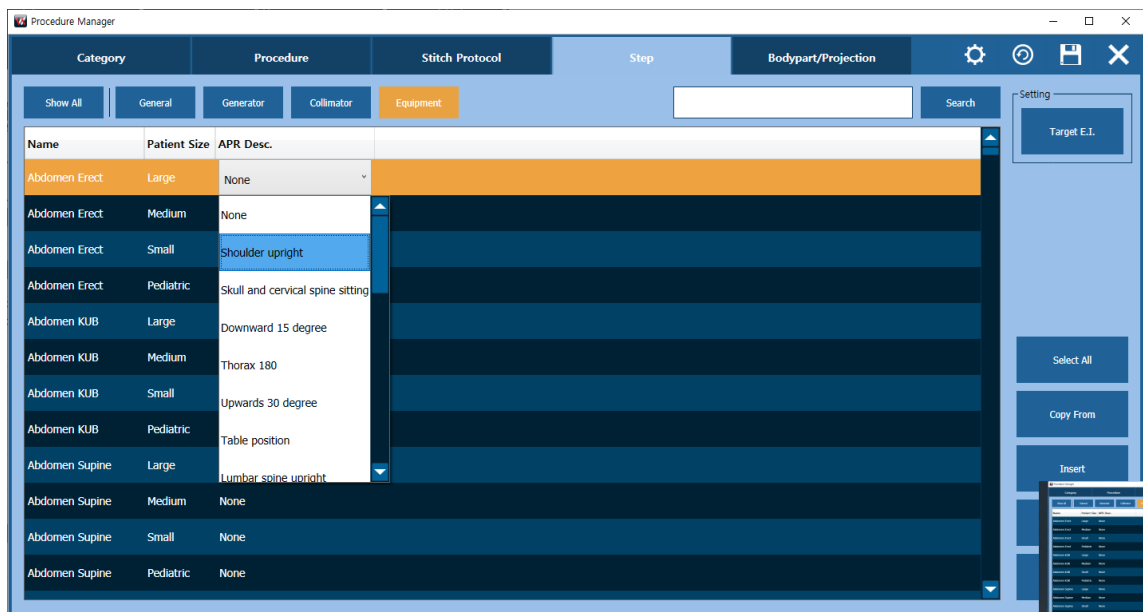 Procedure Manager
Category Procedure Stitch Protocol Step Bodypart/Projection
Show All General Generator Collimator Equipment Search
Setting
Target E.I.
Name Patient Size APR Desc.
Abdomen Erect Large None
Abdomen Erect Medium
None
Abdomen Erect Small
Shoulder upright
Abdomen Erect Pediatric
Skull and cervical spine sitting
Abdomen KUB Large
Downward 15 degree
Abdomen KUB Medium
Thorax 180
Abdomen KUB Small
Upwards 30 degree
Abdomen KUB Pediatric
Table position
Abdomen Supine Large
Lumbar spine upright
Abdomen Supine Medium None
Abdomen Supine Small None
Abdomen Supine Pediatric None
Select All
Copy From
Insert